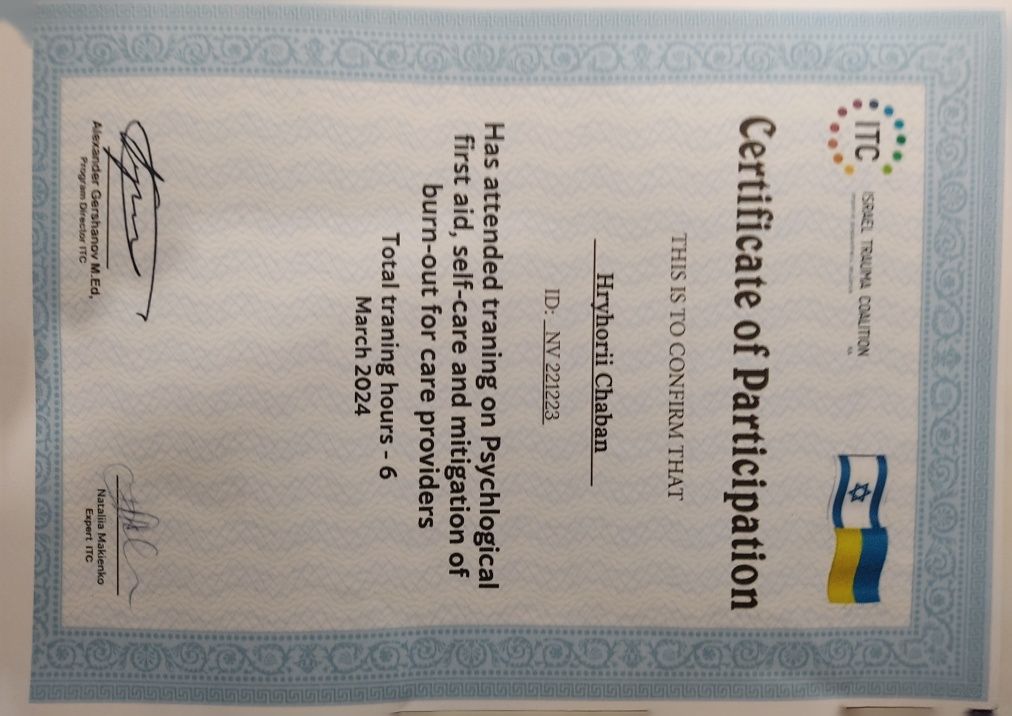 ITC
ISRAEL TRAUMA COALITION
Certificate of Participation
THIS IS TO CONFIRM THAT
Hryhorii Chaban
ID: NV 221223
Has attended traning on Psychlogical
first aid, self-care and mitigation of
burn-out for care providers
Total traning hours - 6
March 2024
Alexander Gershanov M.Ed,
Program Director ITC
Nataliia Makienko
Expert ITC